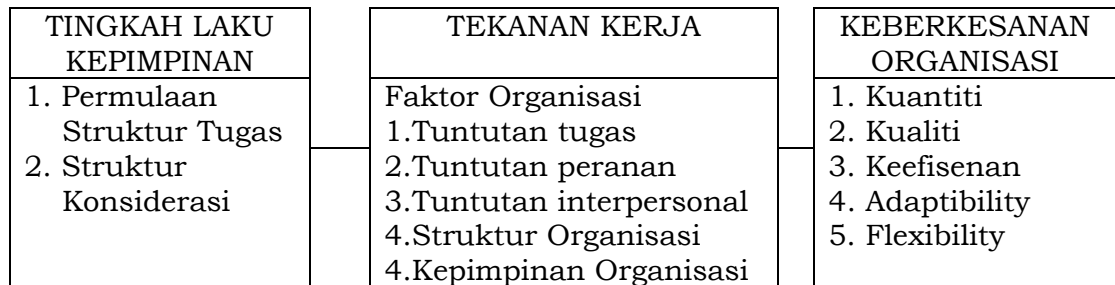 TINGKAH LAKU
KEPIMPINAN
1. Permulaan
Struktur Tugas
2. Struktur
Konsiderasi
TEKANAN KERJA
Faktor Organisasi
1.Tuntutan tugas
2.Tuntutan peranan
3.Tuntutan interpersonal
4.Struktur Organisasi
4.Kepimpinan Organisasi
KEBERKESANAN
ORGANISASI
1. Kuantiti
2. Kualiti
3. Keefisenan
4. Adaptibility
5. Flexibility